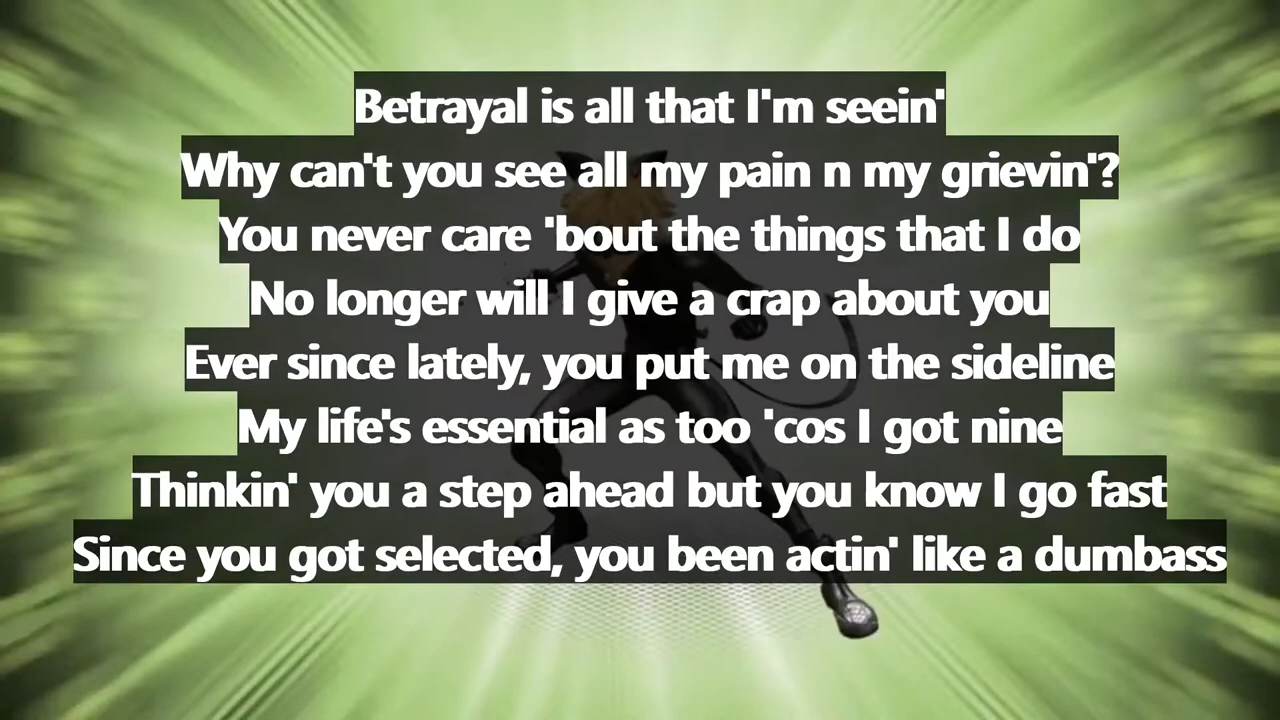 Betrayal is all that I'm seein'
Why can't you see all my pain n my grievin'?
You never care 'bout the things that I do
No longer will I give a crap about you
Ever since lately, you put me on the sideline
My life's essential as too 'cos I got nine
Thinkin' you a step ahead but you know I go fast
Since you got selected, you been actin' like a dumbass